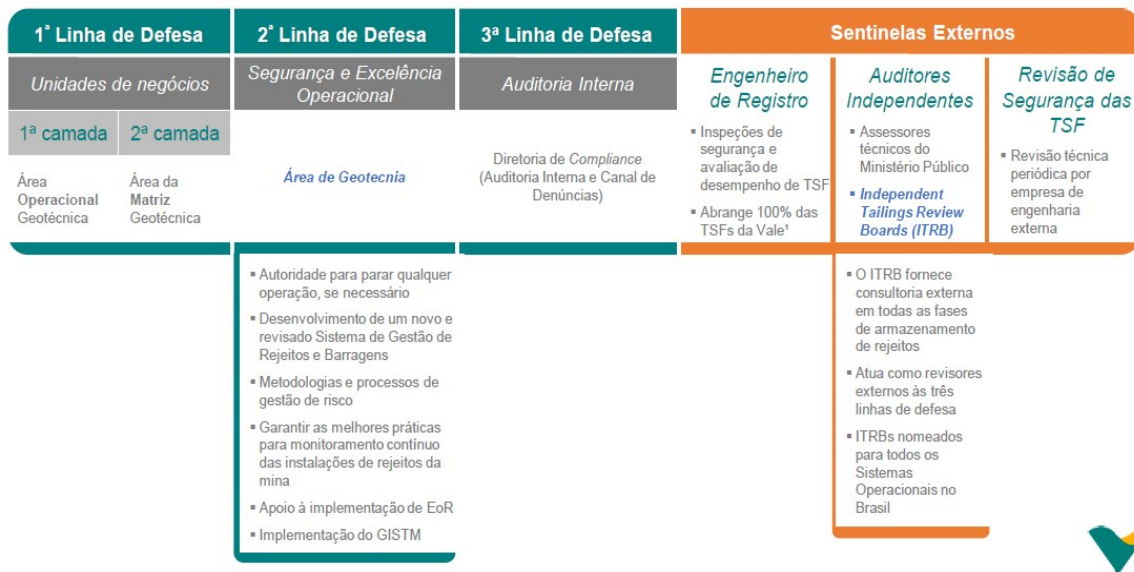 1ª Linha de Defesa
2ª Linha de Defesa
3ª Linha de Defesa
Sentinelas Externos
Unidades de negócios
Segurança e Excelência
Operacional
Auditoria Interna
1ª camada
2ª camada
Área
Operacional
Geotécnica
Área da
Matriz
Geotécnica
Área de Geotecnia
Diretoria de Compliance
(Auditoria Interna e Canal de
Denúncias)
Engenheiro
de Registro
▪ Inspeções de
segurança e
avaliação de
desempenho de TSF
▪ Abrange 100% das
TSFs da Vale¹
Auditores
Independentes
▪ Assessores
técnicos do
Ministério Público
▪ Independent
Tailings Review
Boards (ITRB)
Revisão de
Segurança das
TSF
▪ Revisão técnica
periódica por
empresa de
engenharia
externa
▪ Autoridade para parar qualquer
operação, se necessário
▪ Desenvolvimento de um novo e
revisado Sistema de Gestão de
Rejeitos e Barragens
▪ Metodologias e processos de
gestão de risco
▪ Garantir as melhores práticas
para monitoramento contínuo
das instalações de rejeitos da
mina
▪ Apoio à implementação de EoR
▪ Implementação do GISTM
▪ O ITRB fornece
consultoria externa
em todas as fases
de armazenamento
de rejeitos
▪ Atua como revisores
externos às três
linhas de defesa
▪ ITRBs nomeados
para todos os
Sistemas
Operacionais no
Brasil